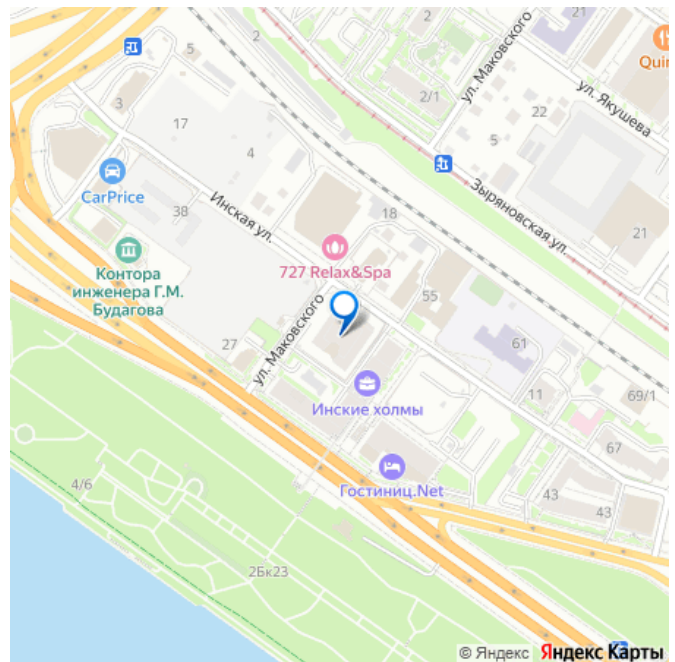 2
2
ул. Маковского
Quin
5
3
2/1
ул. Якушева
17
22
4
5
CarPrice
Зыряновская ул.
38
Инская ул.
18
21
727 Relax&Spa
Контора
инженера Г.М.
Будагова
55
27
ул. Маковского
61
Инские холмы
11
69/1
67
Гостиниц.Net
4/6
43
43
2Бк23
© Яндекс Яндекс Карты